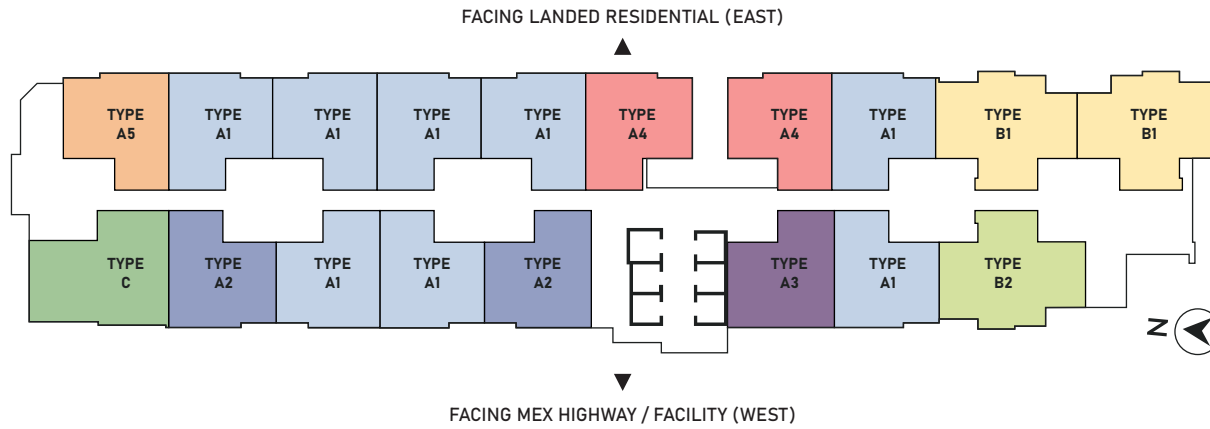 FACING LANDED RESIDENTIAL (EAST)
TYPE
A5
TYPE
A1
TYPE
A1
TYPE
A1
TYPE
A1
TYPE
A4
TYPE
A4
TYPE
A1
TYPE
B1
TYPE
B1
TYPE
C
TYPE
A2
TYPE
A1
TYPE
A1
TYPE
A2
TYPE
A3
TYPE
A1
TYPE
B2
N
FACING MEX HIGHWAY / FACILITY (WEST)